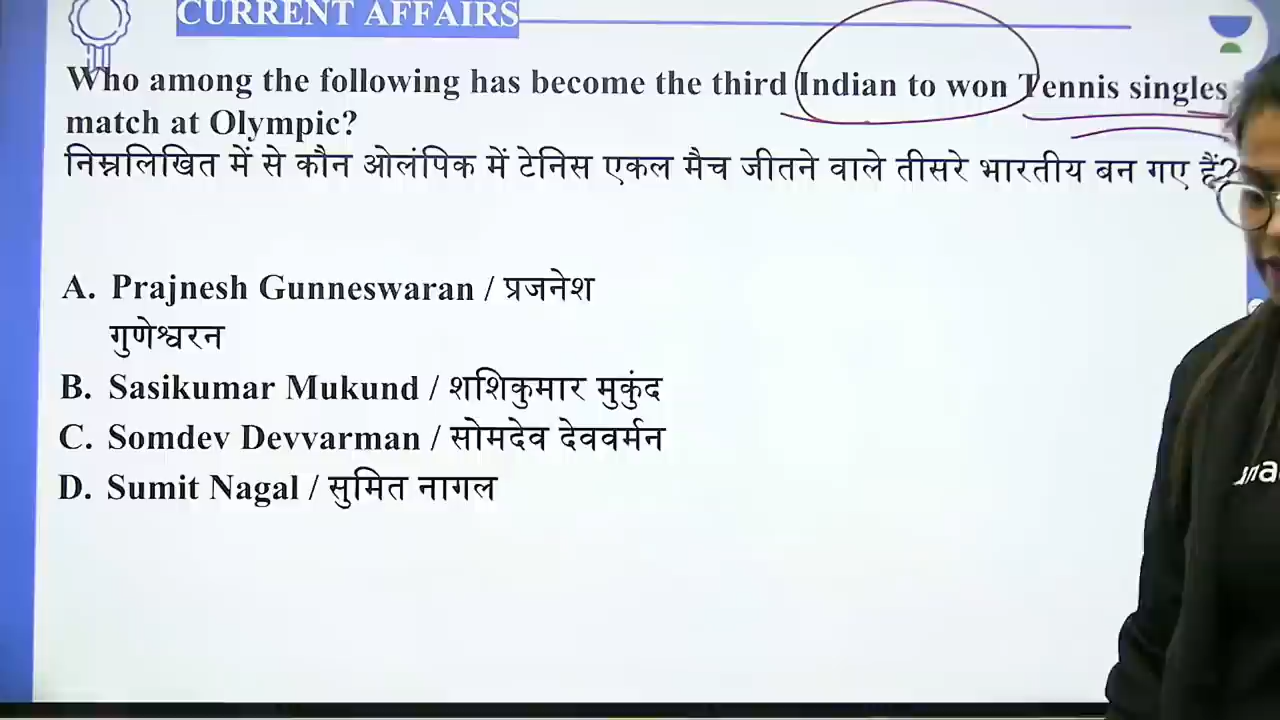 CURRENT AFFAIRS
Who among the following has become the third Indian to won Tennis singles
match at Olympic?
निम्नलिखित में से कौन ओलंपिक में टेनिस एकल मैच जीतने वाले तीसरे भारतीय बन गए हैं?
A. Prajnesh Gunneswaran / प्रजनेश
गुणेश्वरन
B. Sasikumar Mukund / शशिकुमार मुकुंद
C. Somdev Devvarman / सोमदेव देववर्मन
D. Sumit Nagal / सुमित नागल